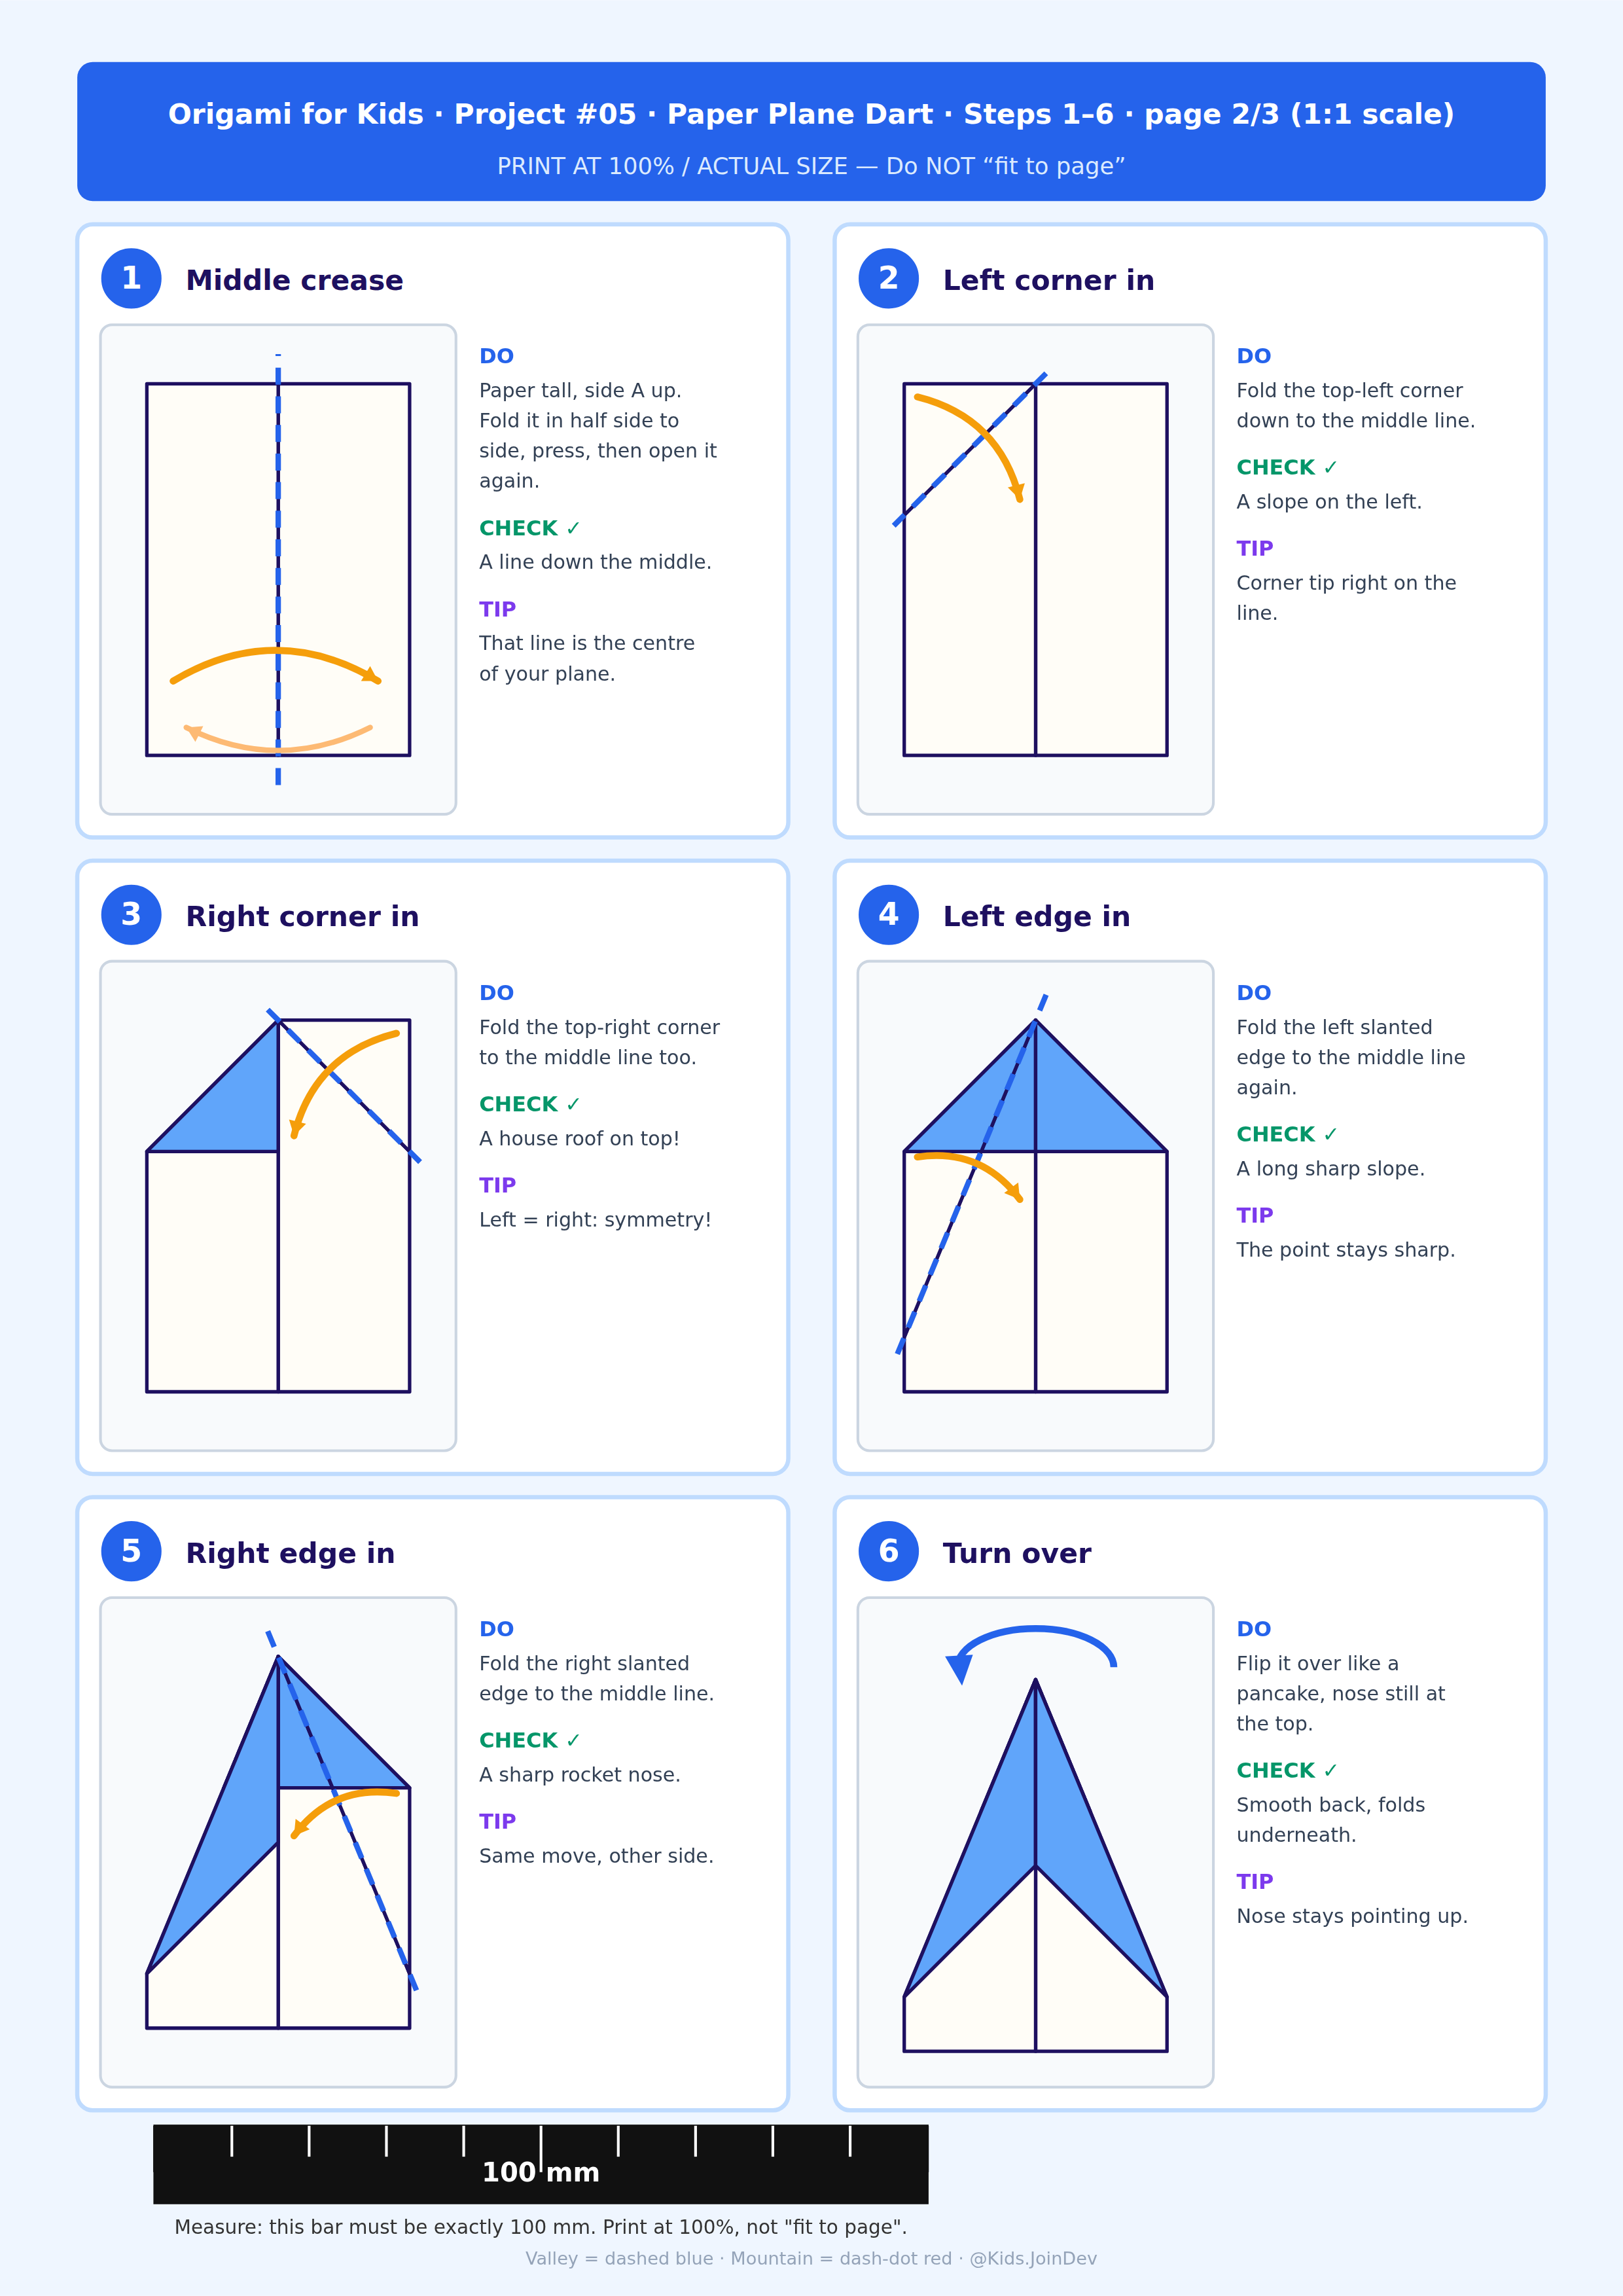 Origami for Kids · Project #05 · Paper Plane Dart · Steps 1–6 · page 2/3 (1:1 scale)
PRINT AT 100% / ACTUAL SIZE — Do NOT “fit to page”
1 Middle crease
DO
Paper tall, side A up.
Fold it in half side to
side, press, then open it
again.
CHECK ✓
A line down the middle.
TIP
That line is the centre
of your plane.
2 Left corner in
DO
Fold the top-left corner
down to the middle line.
CHECK ✓
A slope on the left.
TIP
Corner tip right on the
line.
3 Right corner in
DO
Fold the top-right corner
to the middle line too.
CHECK ✓
A house roof on top!
TIP
Left = right: symmetry!
4 Left edge in
DO
Fold the left slanted
edge to the middle line
again.
CHECK ✓
A long sharp slope.
TIP
The point stays sharp.
5 Right edge in
DO
Fold the right slanted
edge to the middle line.
CHECK ✓
A sharp rocket nose.
TIP
Same move, other side.
6 Turn over
DO
Flip it over like a
pancake, nose still at
the top.
CHECK ✓
Smooth back, folds
underneath.
TIP
Nose stays pointing up.
100 mm
Measure: this bar must be exactly 100 mm. Print at 100%, not "fit to page".
Valley = dashed blue · Mountain = dash-dot red · @Kids.JoinDev